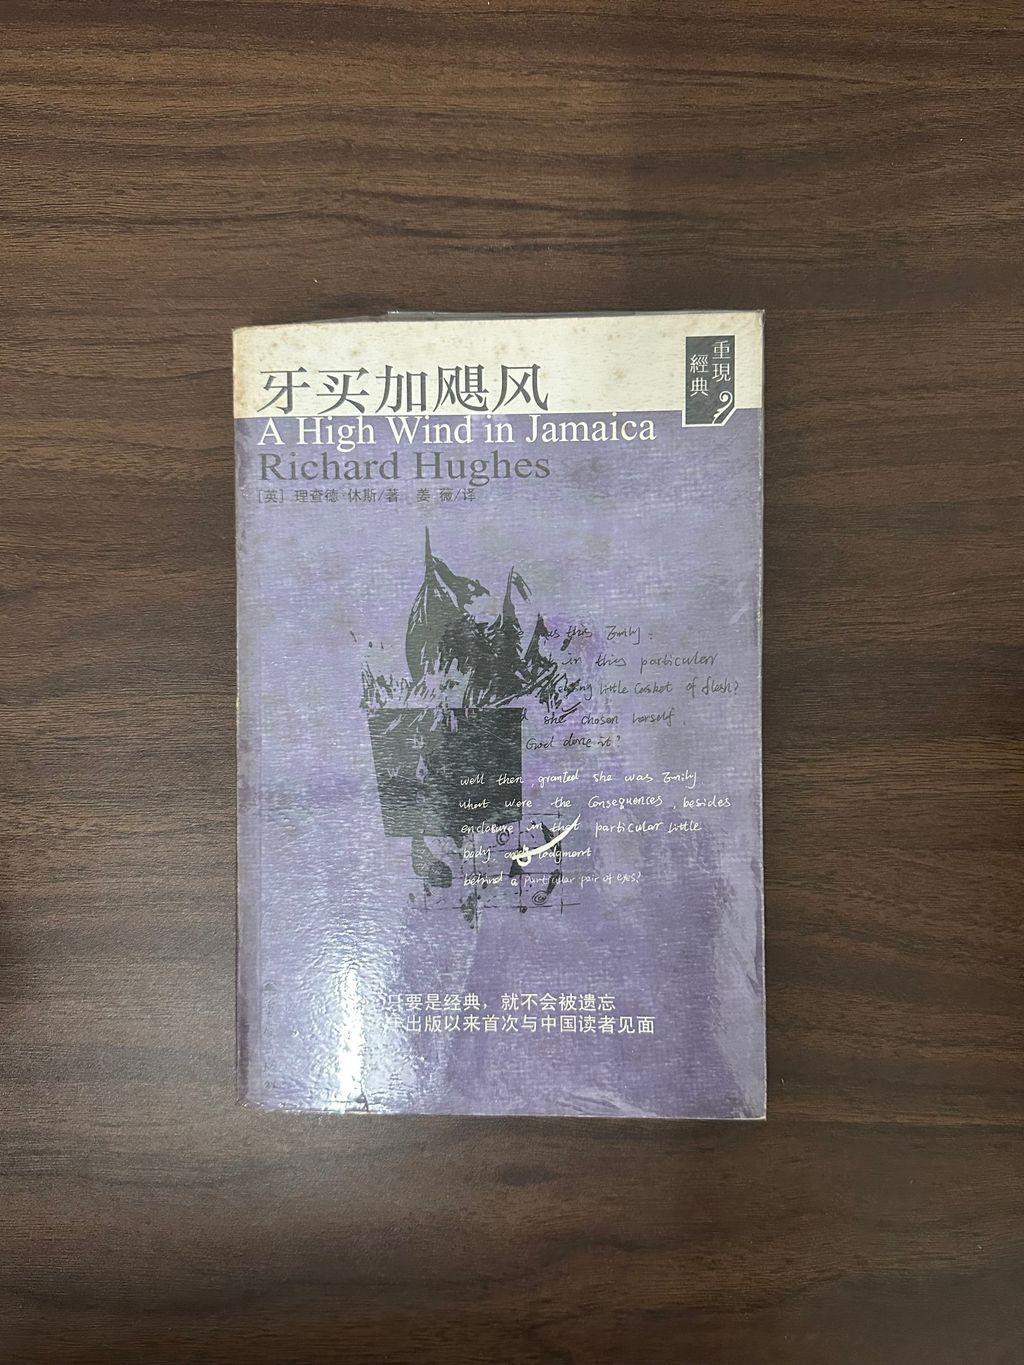 牙买加飓风
A High Wind in Jamaica
Richard Hughes
[英] 理查德·休斯/著 姜 薇/译
重現
經典
as this Emily:
in this particular
little casket of flesh?
she chosen herself,
God done it?
well then, granted she was Emily
what were the consequences, besides
enclosure in that particular little
body, and lodgment
behind a particular pair of eyes?
只要是经典，就不会被遗忘
出版以来首次与中国读者见面